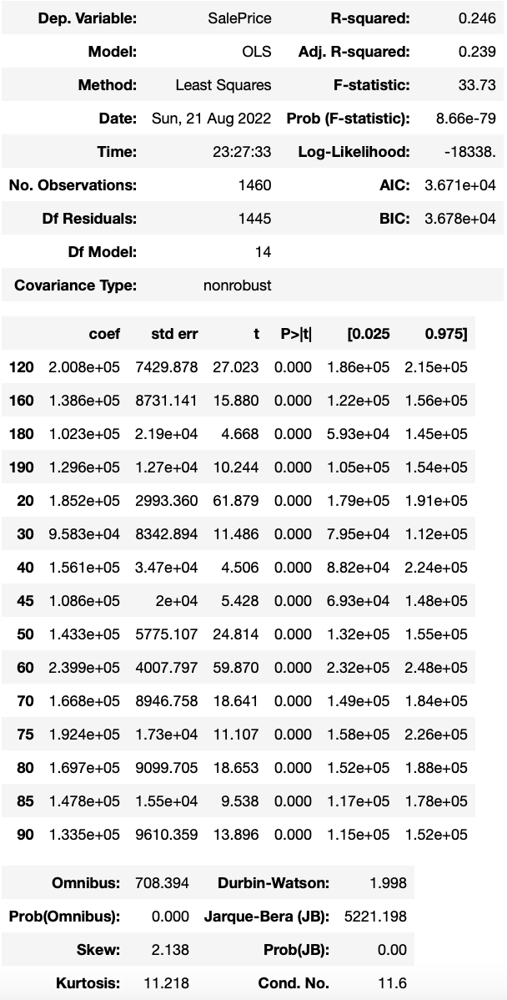 Dep. Variable: SalePrice R-squared: 0.246
Model: OLS Adj. R-squared: 0.239
Method: Least Squares F-statistic: 33.73
Date: Sun, 21 Aug 2022 Prob (F-statistic): 8.66e-79
Time: 23:27:33 Log-Likelihood: -18338.
No. Observations: 1460 AIC: 3.671e+04
Df Residuals: 1445 BIC: 3.678e+04
Df Model: 14
Covariance Type: nonrobust
coef std err t P>|t| [0.025 0.975]
120 2.008e+05 7429.878 27.023 0.000 1.86e+05 2.15e+05
160 1.386e+05 8731.141 15.880 0.000 1.22e+05 1.56e+05
180 1.023e+05 2.19e+04 4.668 0.000 5.93e+04 1.45e+05
190 1.296e+05 1.27e+04 10.244 0.000 1.05e+05 1.54e+05
20 1.852e+05 2993.360 61.879 0.000 1.79e+05 1.91e+05
30 9.583e+04 8342.894 11.486 0.000 7.95e+04 1.12e+05
40 1.561e+05 3.47e+04 4.506 0.000 8.82e+04 2.24e+05
45 1.086e+05 2e+04 5.428 0.000 6.93e+04 1.48e+05
50 1.433e+05 5775.107 24.814 0.000 1.32e+05 1.55e+05
60 2.399e+05 4007.797 59.870 0.000 2.32e+05 2.48e+05
70 1.668e+05 8946.758 18.641 0.000 1.49e+05 1.84e+05
75 1.924e+05 1.73e+04 11.107 0.000 1.58e+05 2.26e+05
80 1.697e+05 9099.705 18.653 0.000 1.52e+05 1.88e+05
85 1.478e+05 1.55e+04 9.538 0.000 1.17e+05 1.78e+05
90 1.335e+05 9610.359 13.896 0.000 1.15e+05 1.52e+05
Omnibus: 708.394 Durbin-Watson: 1.998
Prob(Omnibus): 0.000 Jarque-Bera (JB): 5221.198
Skew: 2.138 Prob(JB): 0.00
Kurtosis: 11.218 Cond. No. 11.6